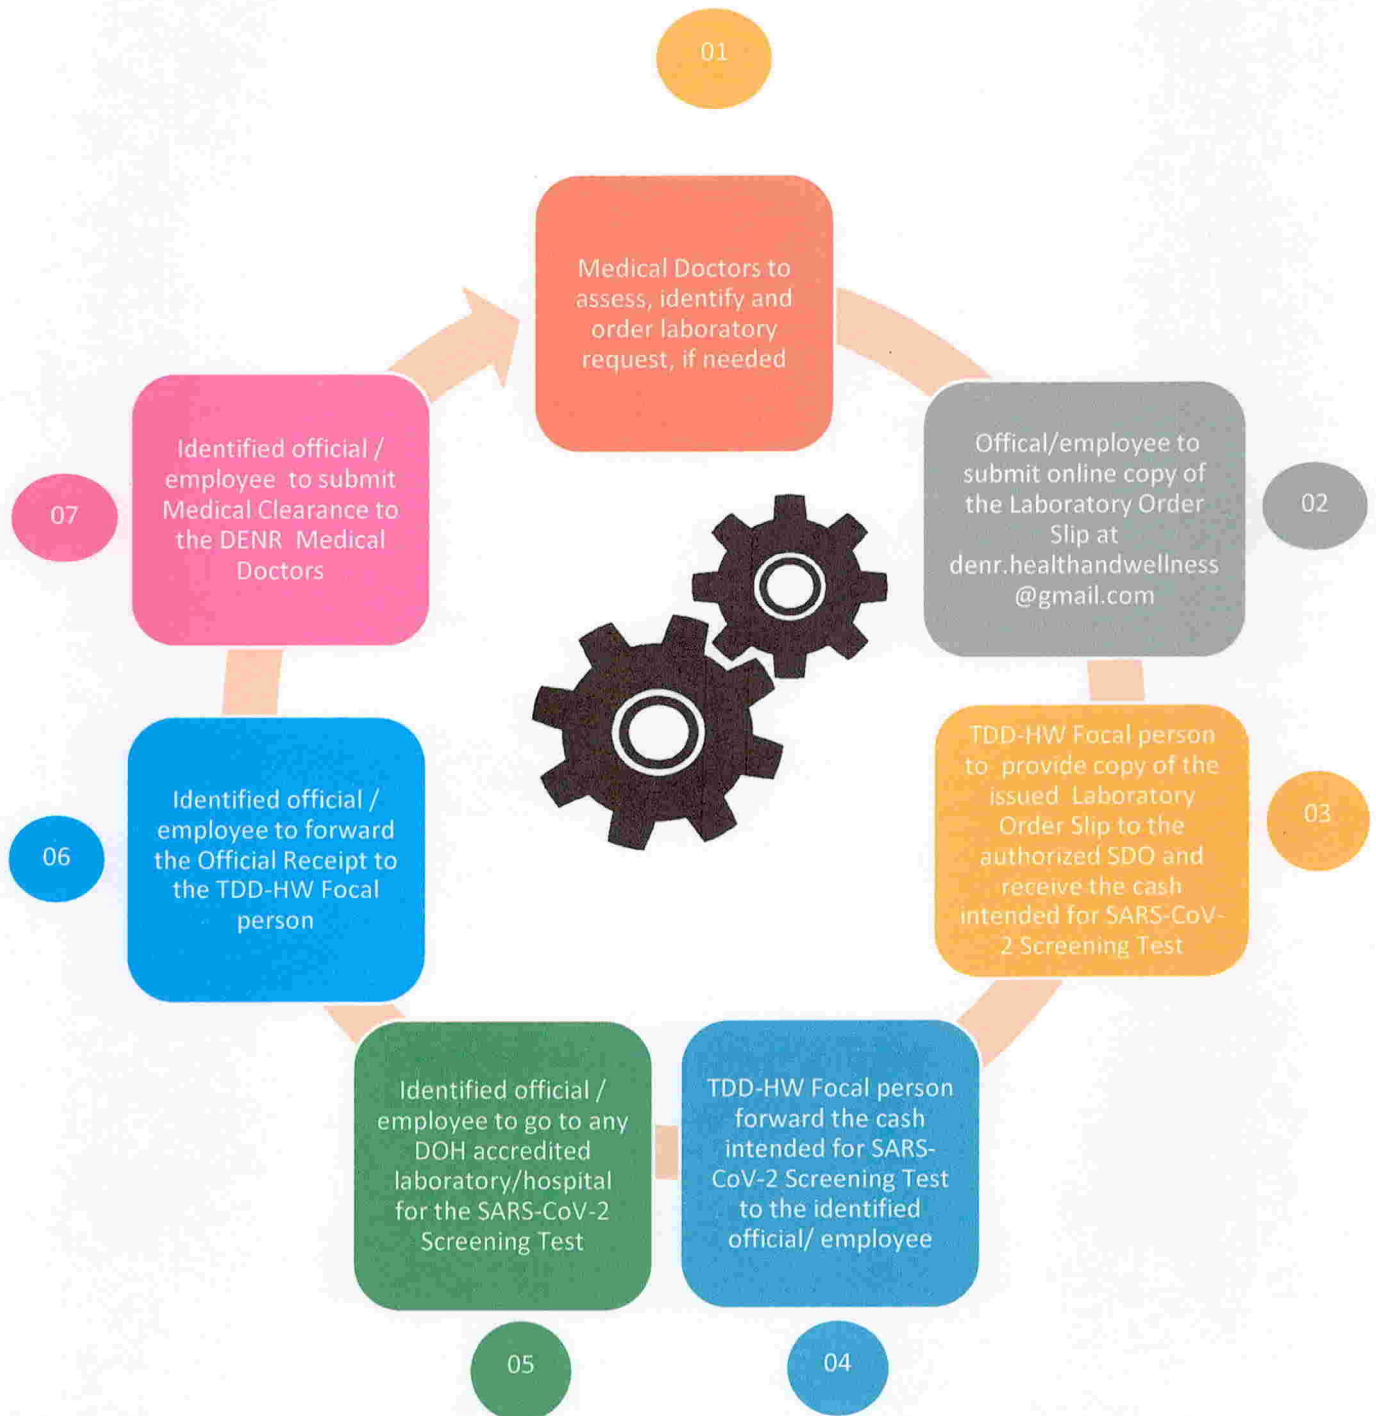 01
Medical Doctors to
assess, identify and
order laboratory
request, if needed
Offical/employee to
submit online copy of
the Laboratory Order
Slip at
denr.healthandwellness
@gmail.com
02
TDD-HW Focal person
to provide copy of the
issued Laboratory
Order Slip to the
authorized SDO and
receive the cash
intended for SARS-CoV-
2 Screening Test
03
TDD-HW Focal person
forward the cash
intended for SARS-
CoV-2 Screening Test
to the identified
official/ employee
04
Identified official /
employee to go to any
DOH accredited
laboratory/hospital
for the SARS-CoV-2
Screening Test
05
Identified official /
employee to forward
the Official Receipt to
the TDD-HW Focal
person
06
Identified official /
employee to submit
Medical Clearance to
the DENR Medical
Doctors
07